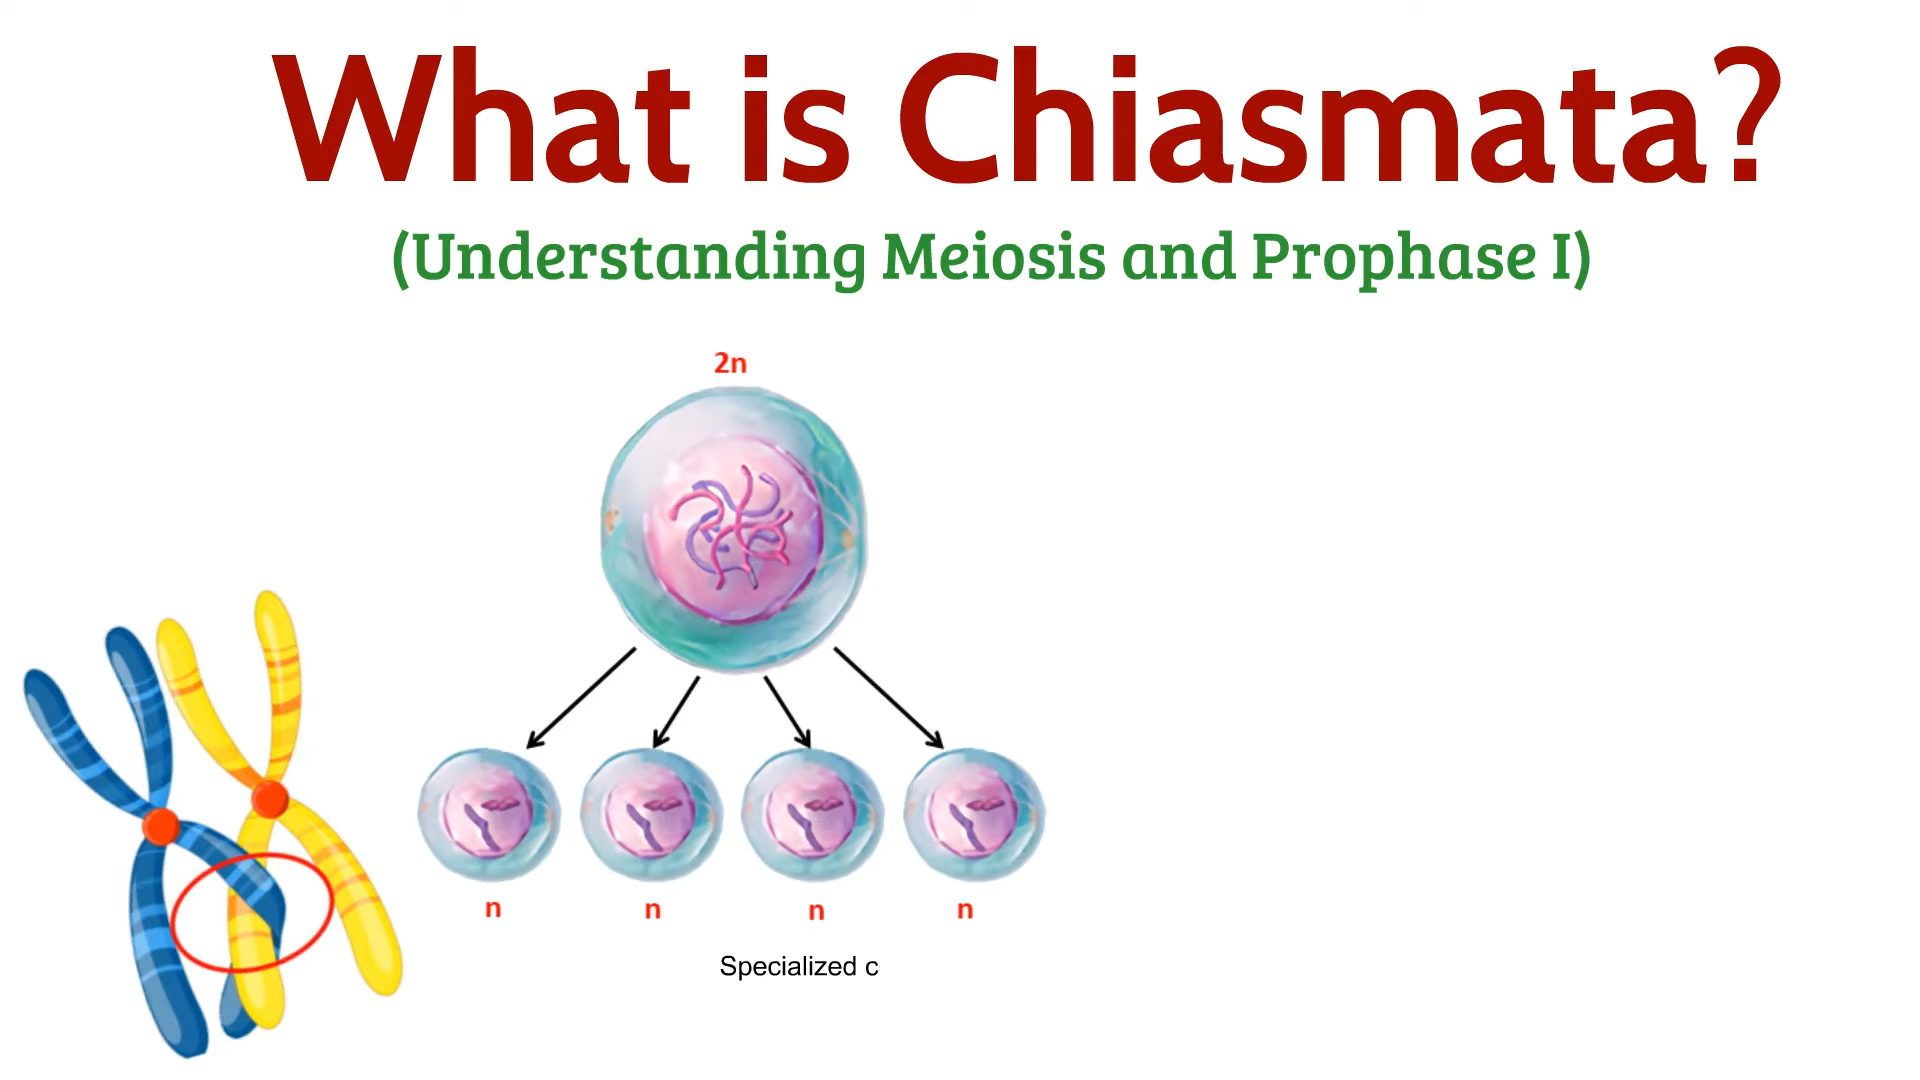 What is Chiasmata?
(Understanding Meiosis and Prophase I)
2n
n n n n
Specialized c